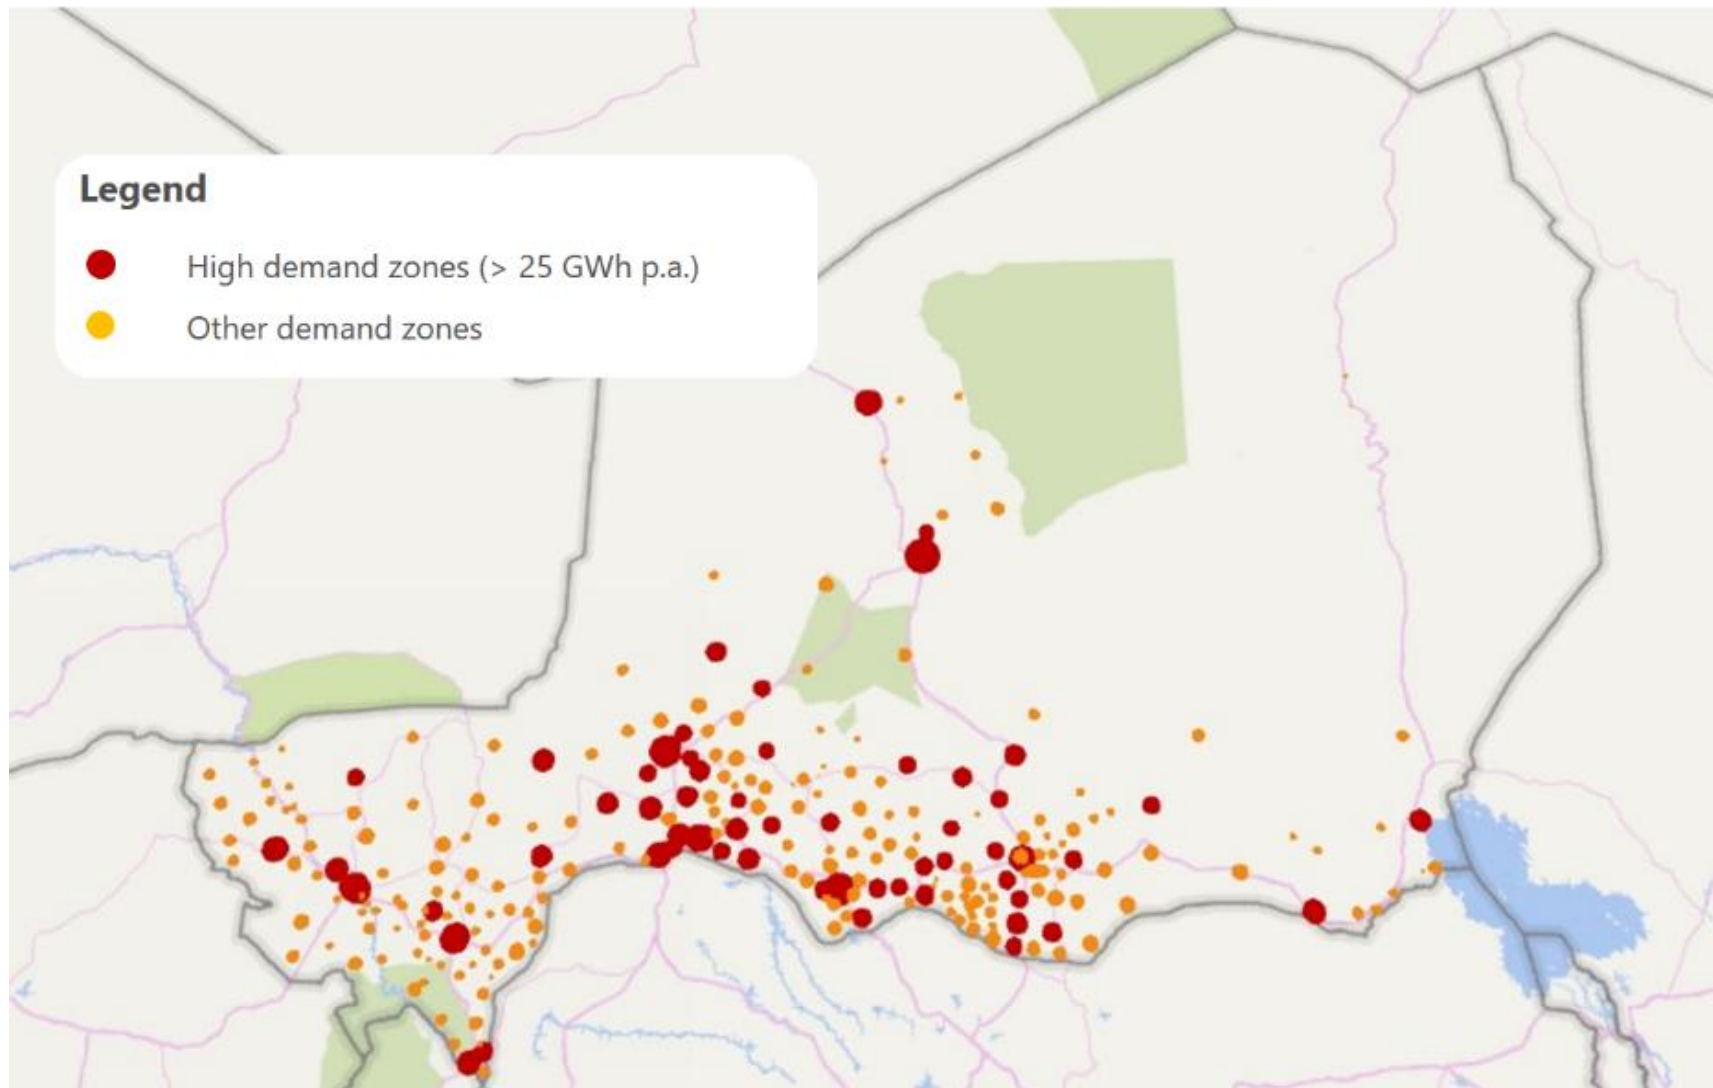 Legend
High demand zones (> 25 GWh p.a.)
Other demand zones